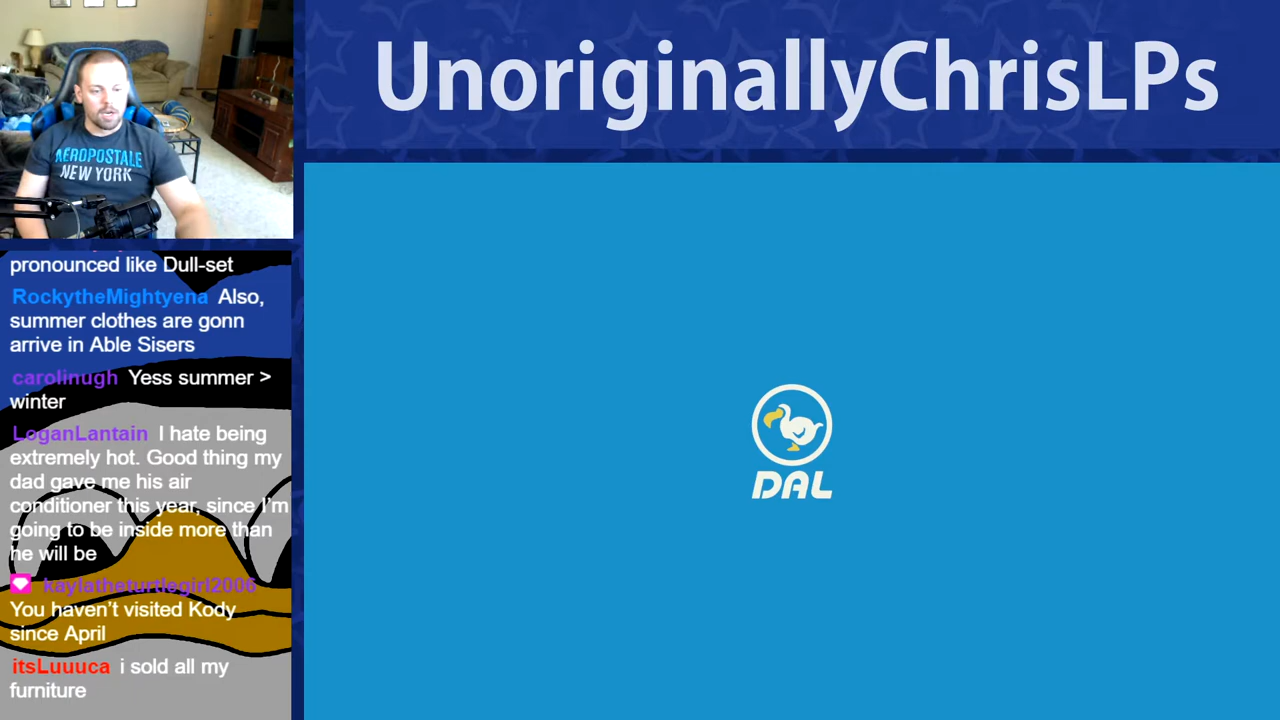 UnoriginallyChrisLPs
AEROPOSTALE
NEW YORK
pronounced like Dull-set
RockytheMightyena Also,
summer clothes are gonn
arrive in Able Sisers
carolinugh Yess summer >
winter
LoganLantain I hate being
extremely hot. Good thing my
dad gave me his air
conditioner this year, since I'm
going to be inside more than
he will be
kaylatheturtlegirl2006
You haven't visited Kody
since April
itsLuuuca i sold all my
furniture
DAL